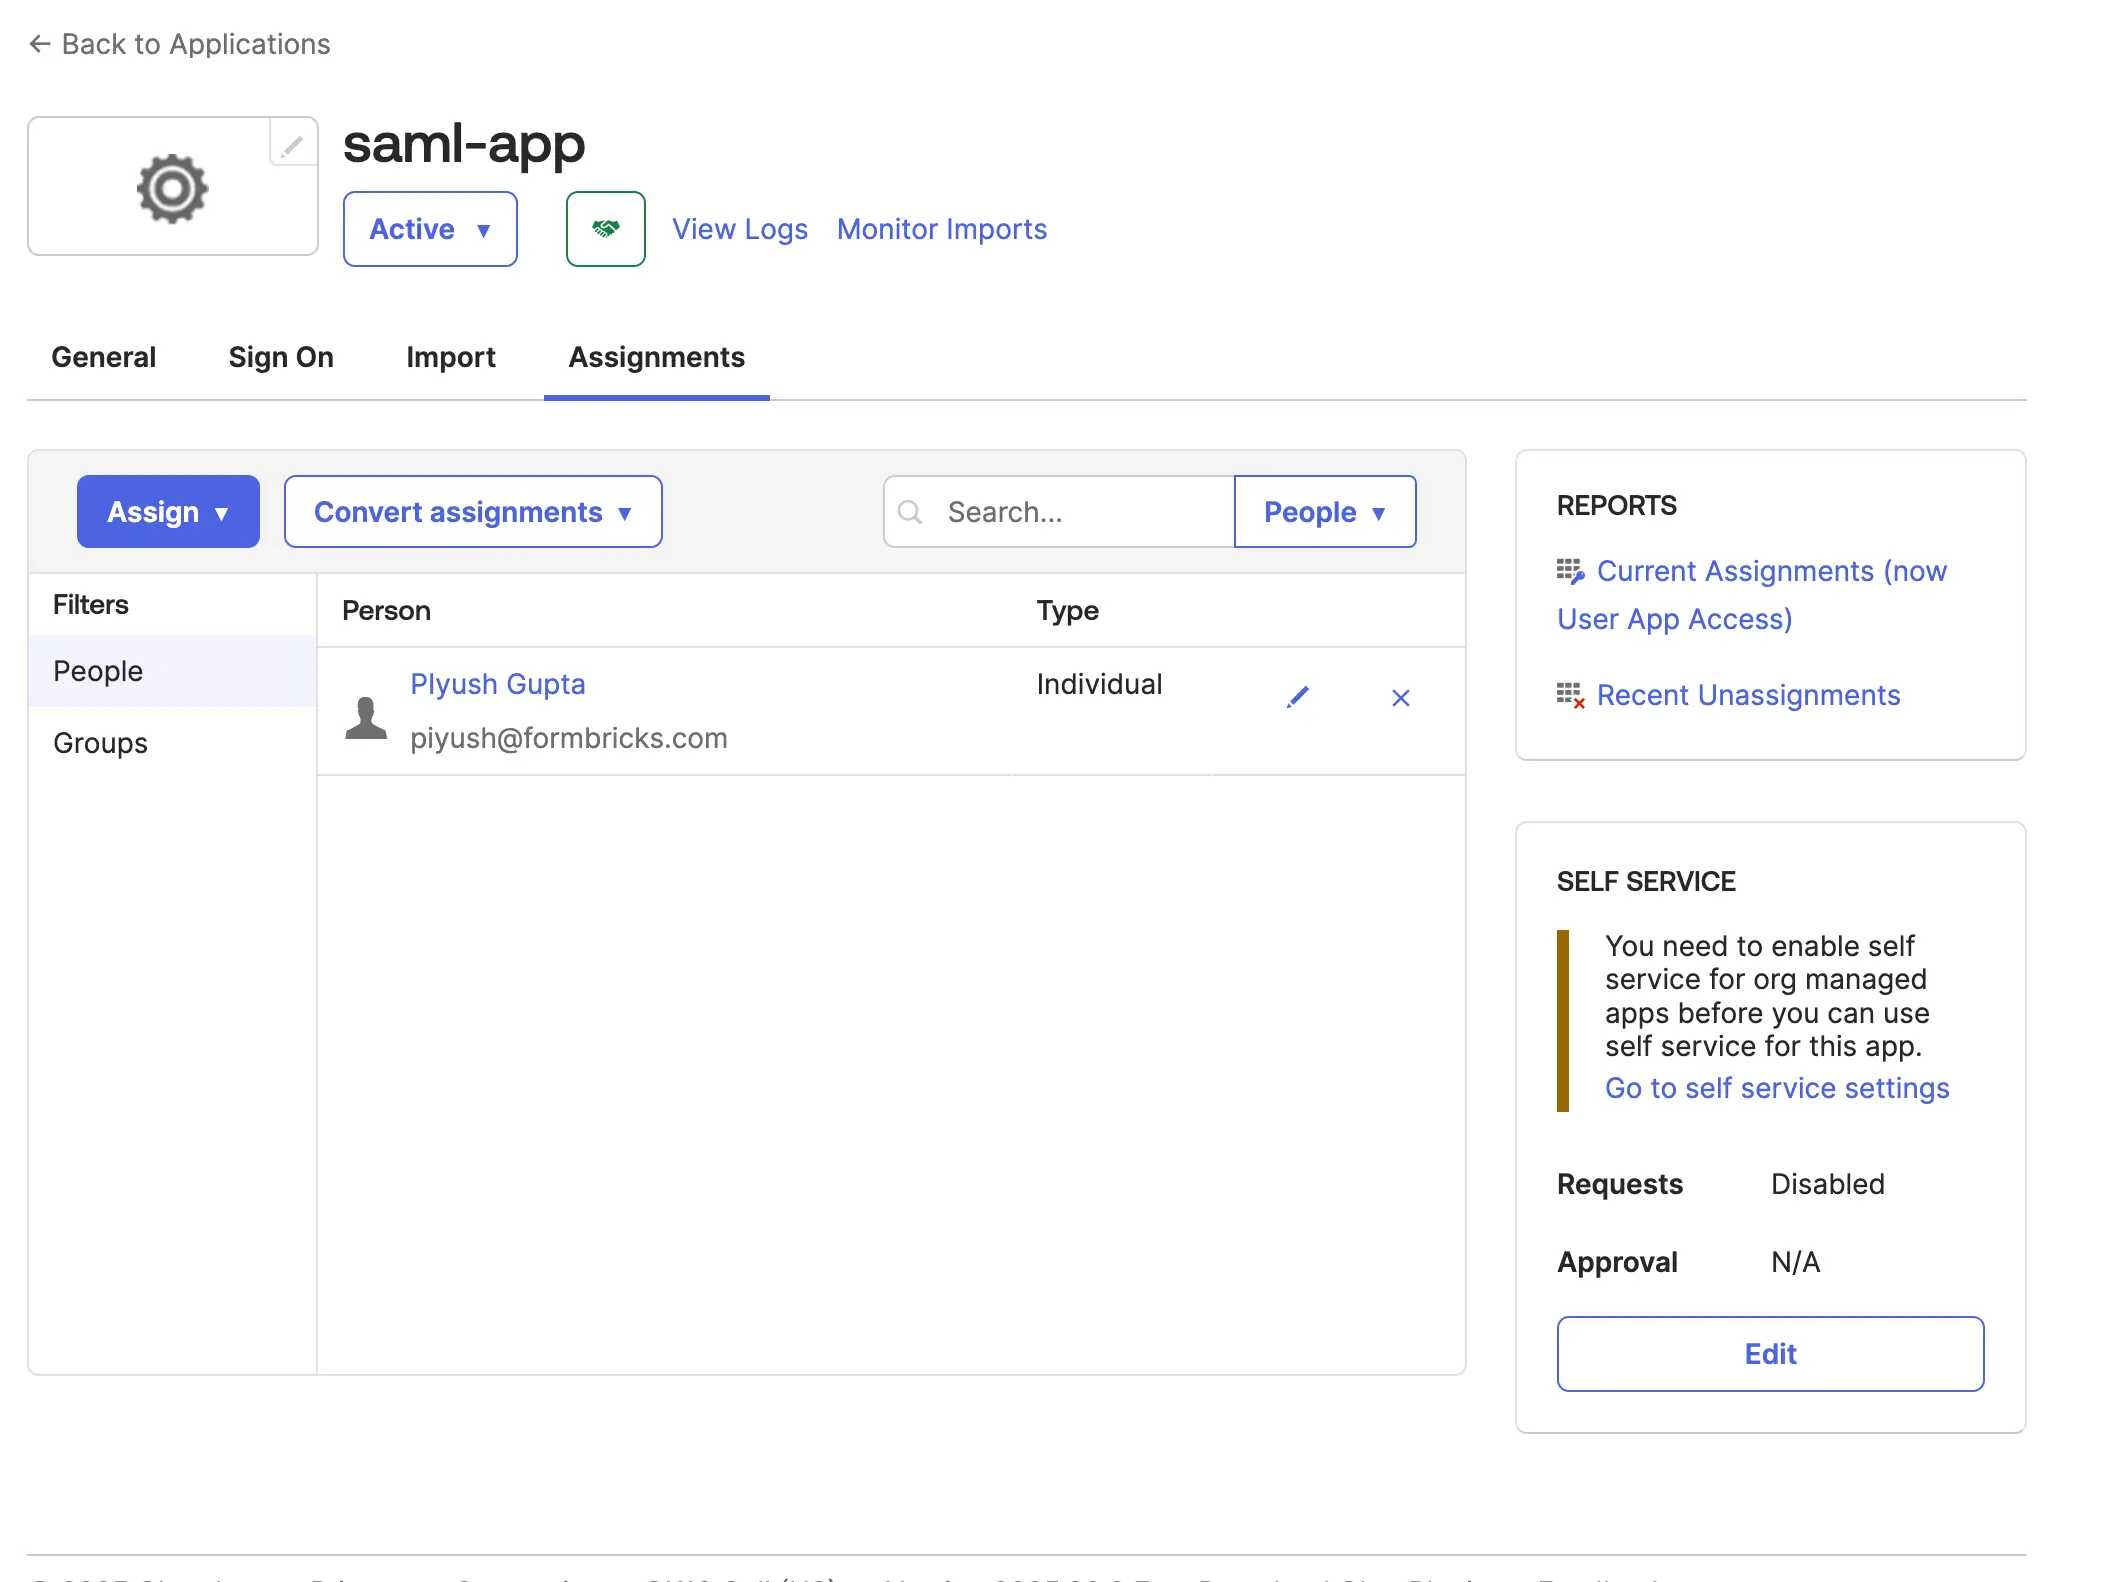 ← Back to Applications
saml-app
Active ▼
View Logs
Monitor Imports
General
Sign On
Import
Assignments
Assign ▼
Convert assignments ▼
Search...
People ▼
Filters
People
Groups
Person
Type
PIyush Gupta
Individual
piyush@formbricks.com
REPORTS
Current Assignments (now
User App Access)
Recent Unassignments
SELF SERVICE
You need to enable self
service for org managed
apps before you can use
self service for this app.
Go to self service settings
Requests
Disabled
Approval
N/A
Edit